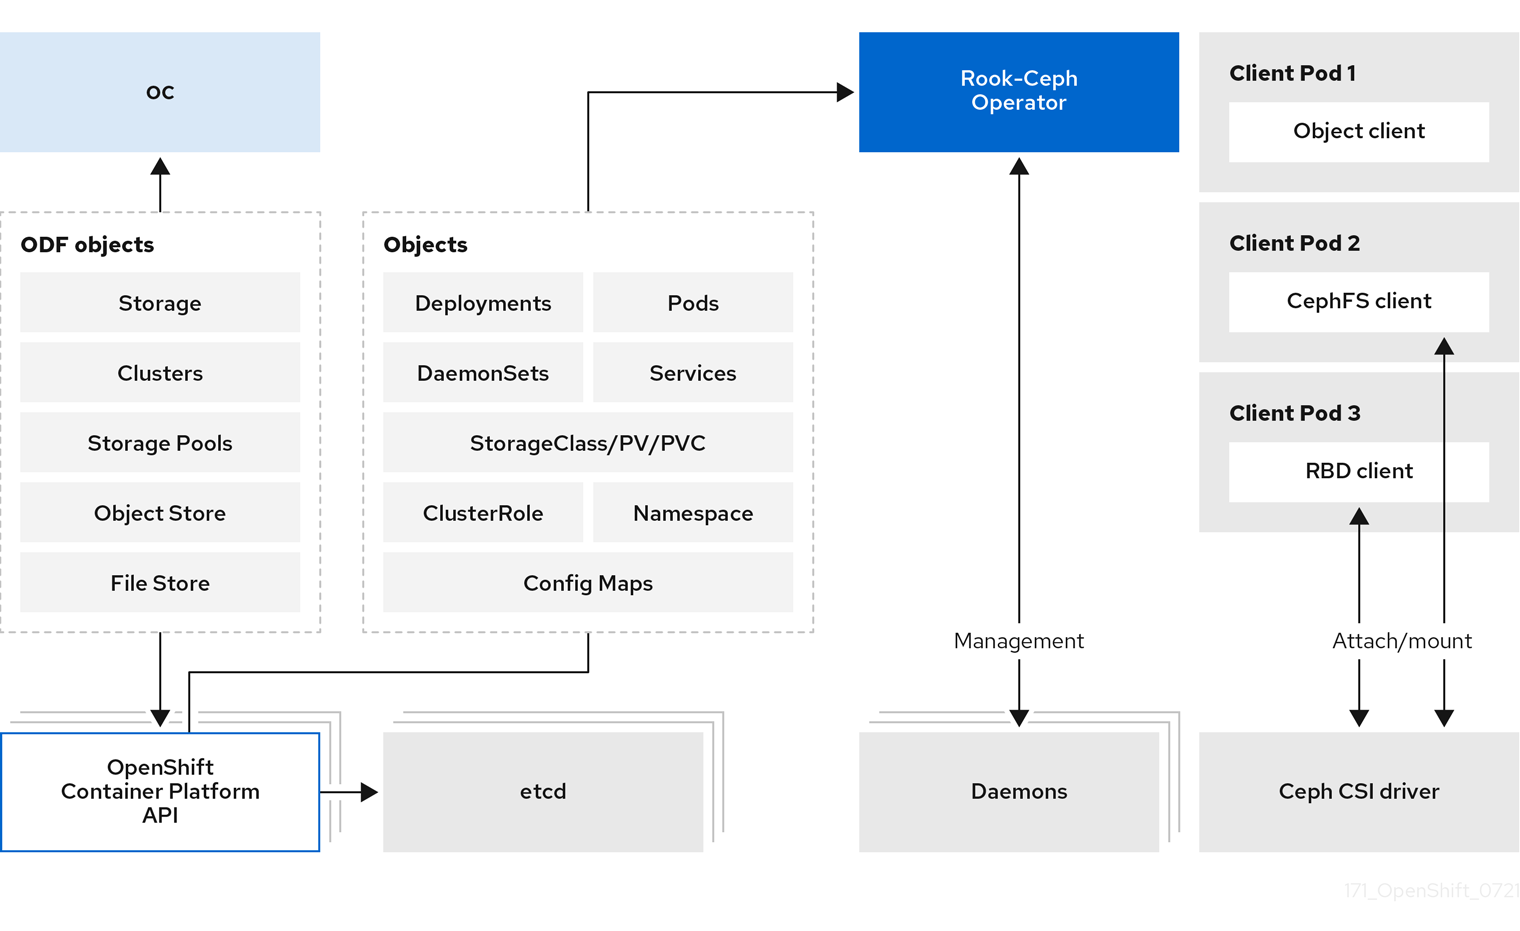 oc
ODF objects
Storage
Clusters
Storage Pools
Object Store
File Store
OpenShift
Container Platform
API
Objects
Deployments
Pods
DaemonSets
Services
StorageClass/PV/PVC
ClusterRole
Namespace
Config Maps
etcd
Rook-Ceph
Operator
Management
Daemons
Client Pod 1
Object client
Client Pod 2
CephFS client
Client Pod 3
RBD client
Attach/mount
Ceph CSI driver
171_OpenShift_0721